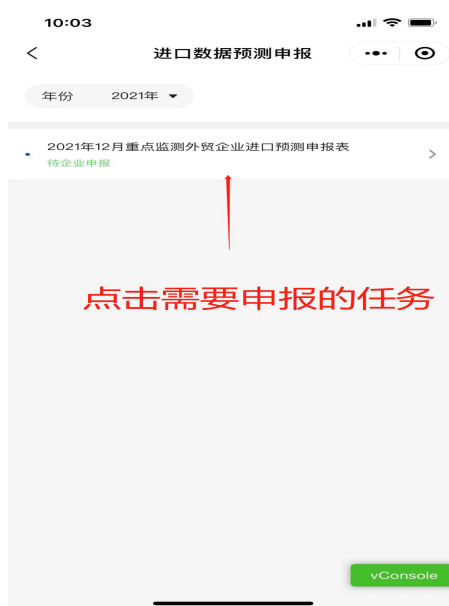 10:03
进口数据预测申报
年份 2021年
2021年12月重点监测外贸企业进口预测申报表
待企业申报
点击需要申报的任务
vConsole